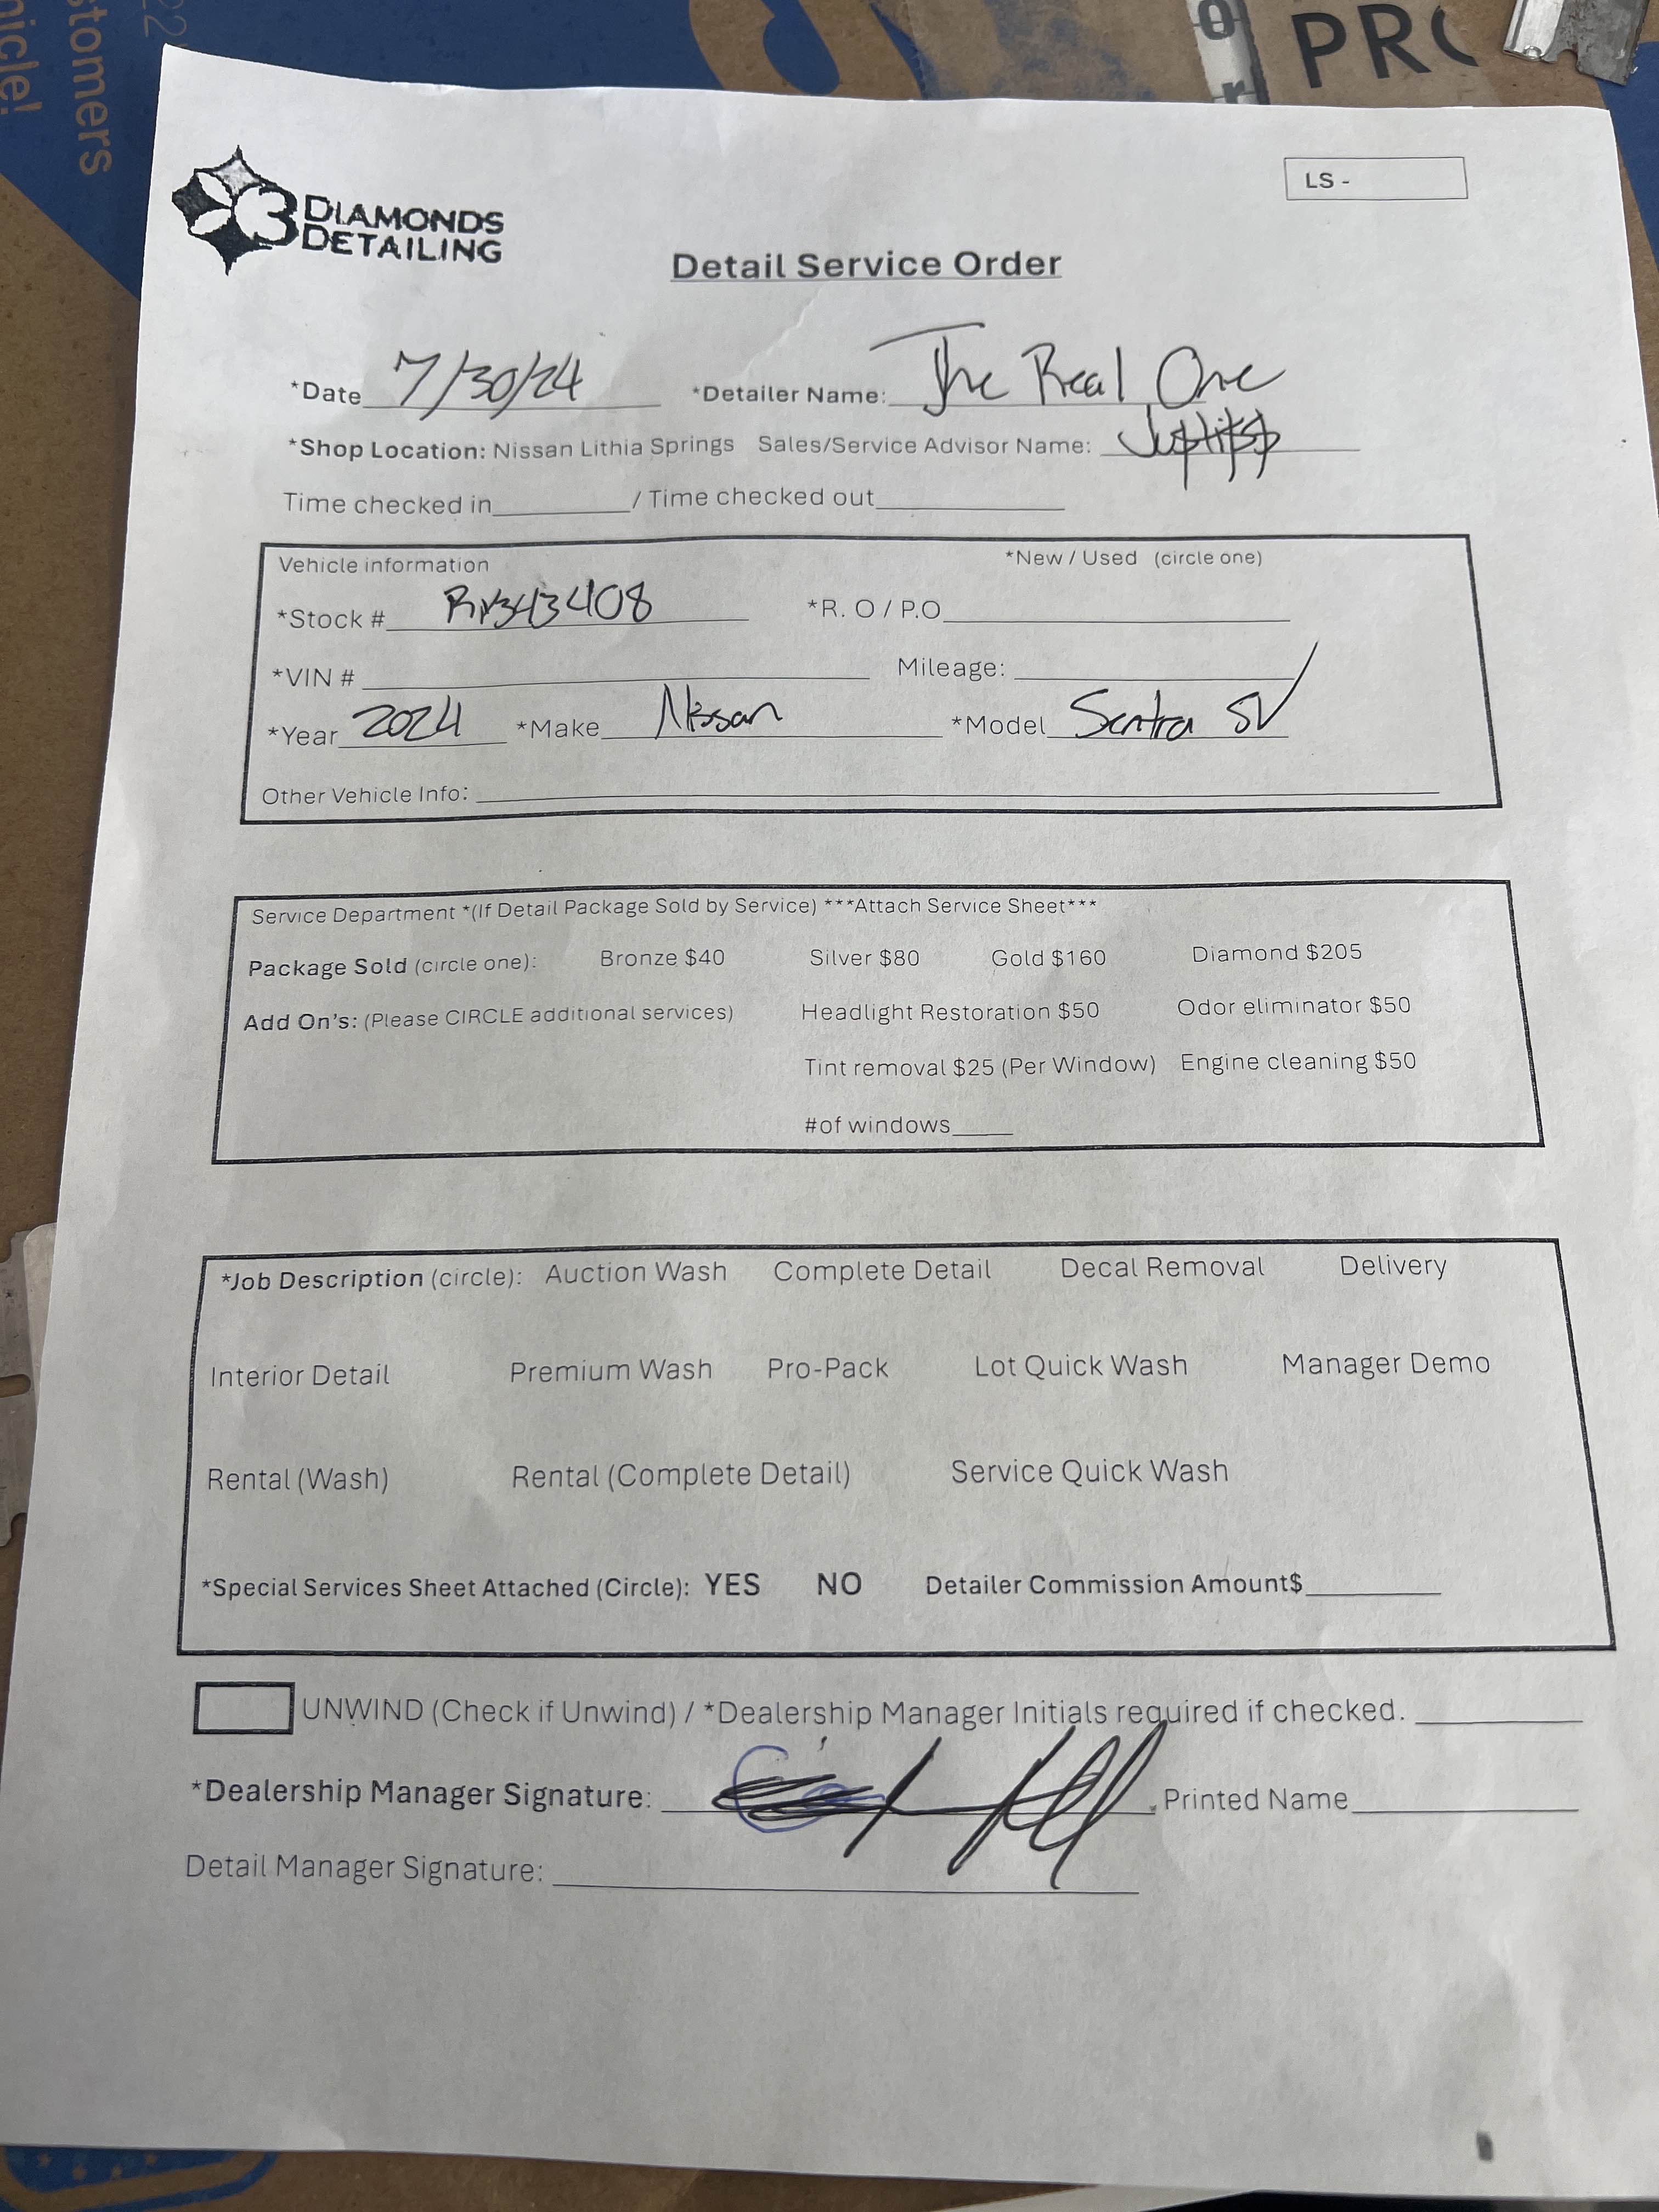 stomers
nicle!
22
PRO
or
LS -
3 DIAMONDS
DETAILING
Detail Service Order
*Date 7/30/24 *Detailer Name: The Real One
*Shop Location: Nissan Lithia Springs Sales/Service Advisor Name:
Time checked in / Time checked out
Vehicle information *New / Used (circle one)
*Stock # *R. O / P.O
*VIN # Mileage:
*Year 2024 *Make Nissan *Model Sentra SV
Other Vehicle Info:
Service Department *(If Detail Package Sold by Service) ***Attach Service Sheet***
Package Sold (circle one): Bronze $40 Silver $80 Gold $160 Diamond $205
Add On's: (Please CIRCLE additional services) Headlight Restoration $50 Odor eliminator $50
Tint removal $25 (Per Window) Engine cleaning $50
#of windows
*Job Description (circle): Auction Wash Complete Detail Decal Removal Delivery
Interior Detail Premium Wash Pro-Pack Lot Quick Wash Manager Demo
Rental (Wash) Rental (Complete Detail) Service Quick Wash
*Special Services Sheet Attached (Circle): YES NO Detailer Commission Amount$
UNWIND (Check if Unwind) / *Dealership Manager Initials required if checked.
*Dealership Manager Signature: Printed Name
Detail Manager Signature: